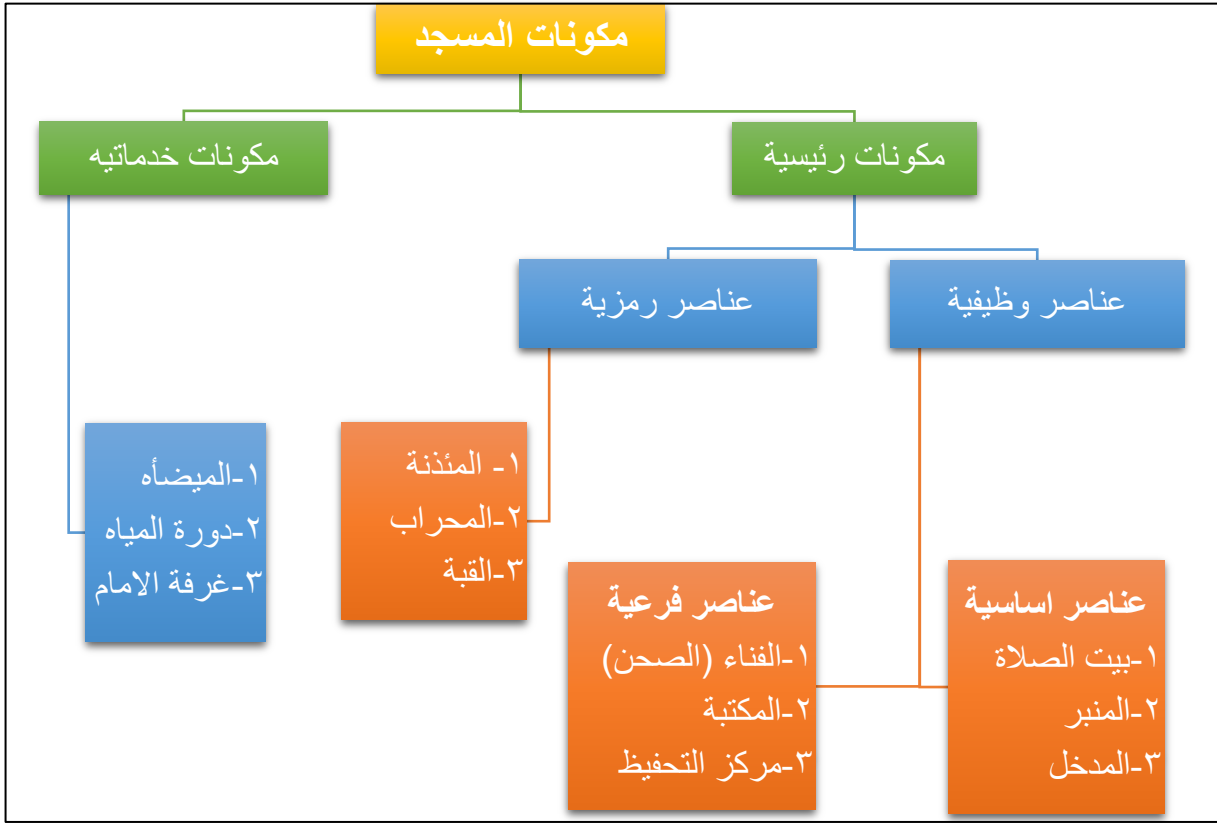 مكونات المسجد
مكونات رئيسية
مكونات خدماتيه
عناصر وظيفية
عناصر رمزية
عناصر اساسية
١-بيت الصلاة
٢-المنبر
٣-المدخل
عناصر فرعية
١-الفناء (الصحن)
٢-المكتبة
٣-مركز التحفيظ
١- المئذنة
٢-المحراب
٣-القبة
١-الميضأه
٢-دورة المياه
٣-غرفة الامام